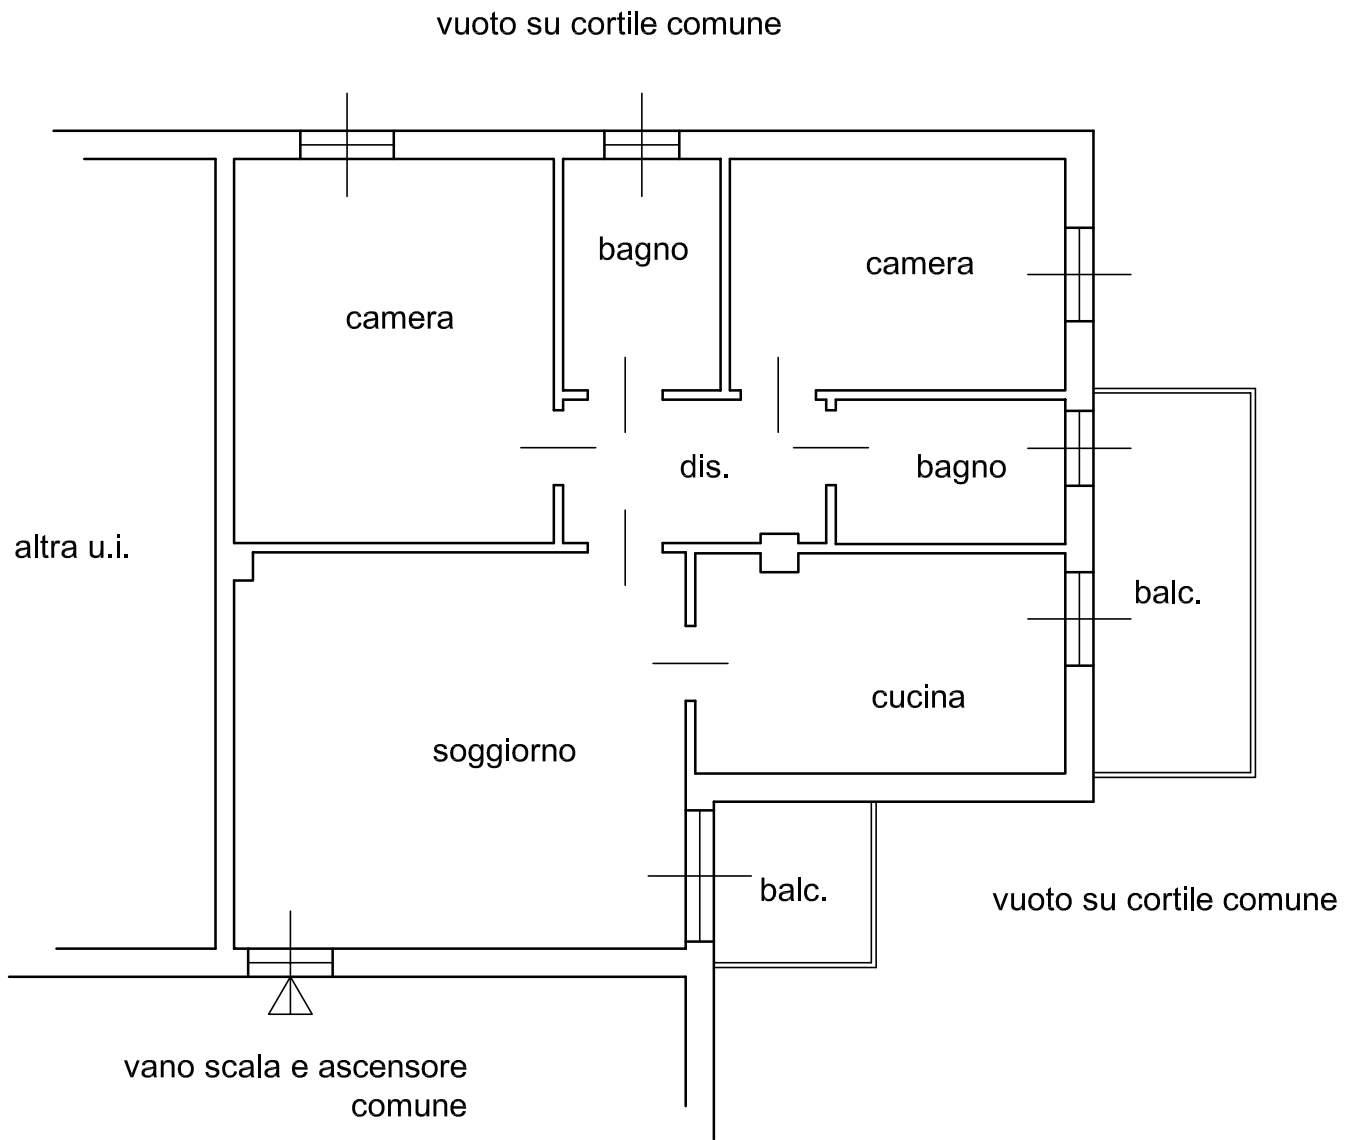 vuoto su cortile comune
bagno
camera
camera
dis.
bagno
altra u.i.
balc.
cucina
soggiorno
balc.
vuoto su cortile comune
vano scala e ascensore
comune